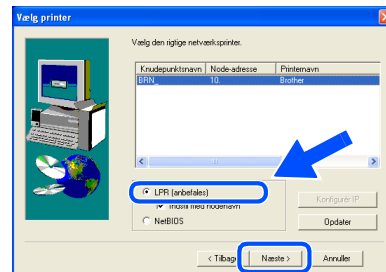 Vælg printer
Vælg den rigtige netværksprinter.
Knudepunktsnavn Node-adresse Printernavn
BRN_ 10. Brother
LPR (anbefales)
Indstil med nodenavn
NetBIOS
Konfigurér IP
Opdater
< Tilbage Næste > Annuller